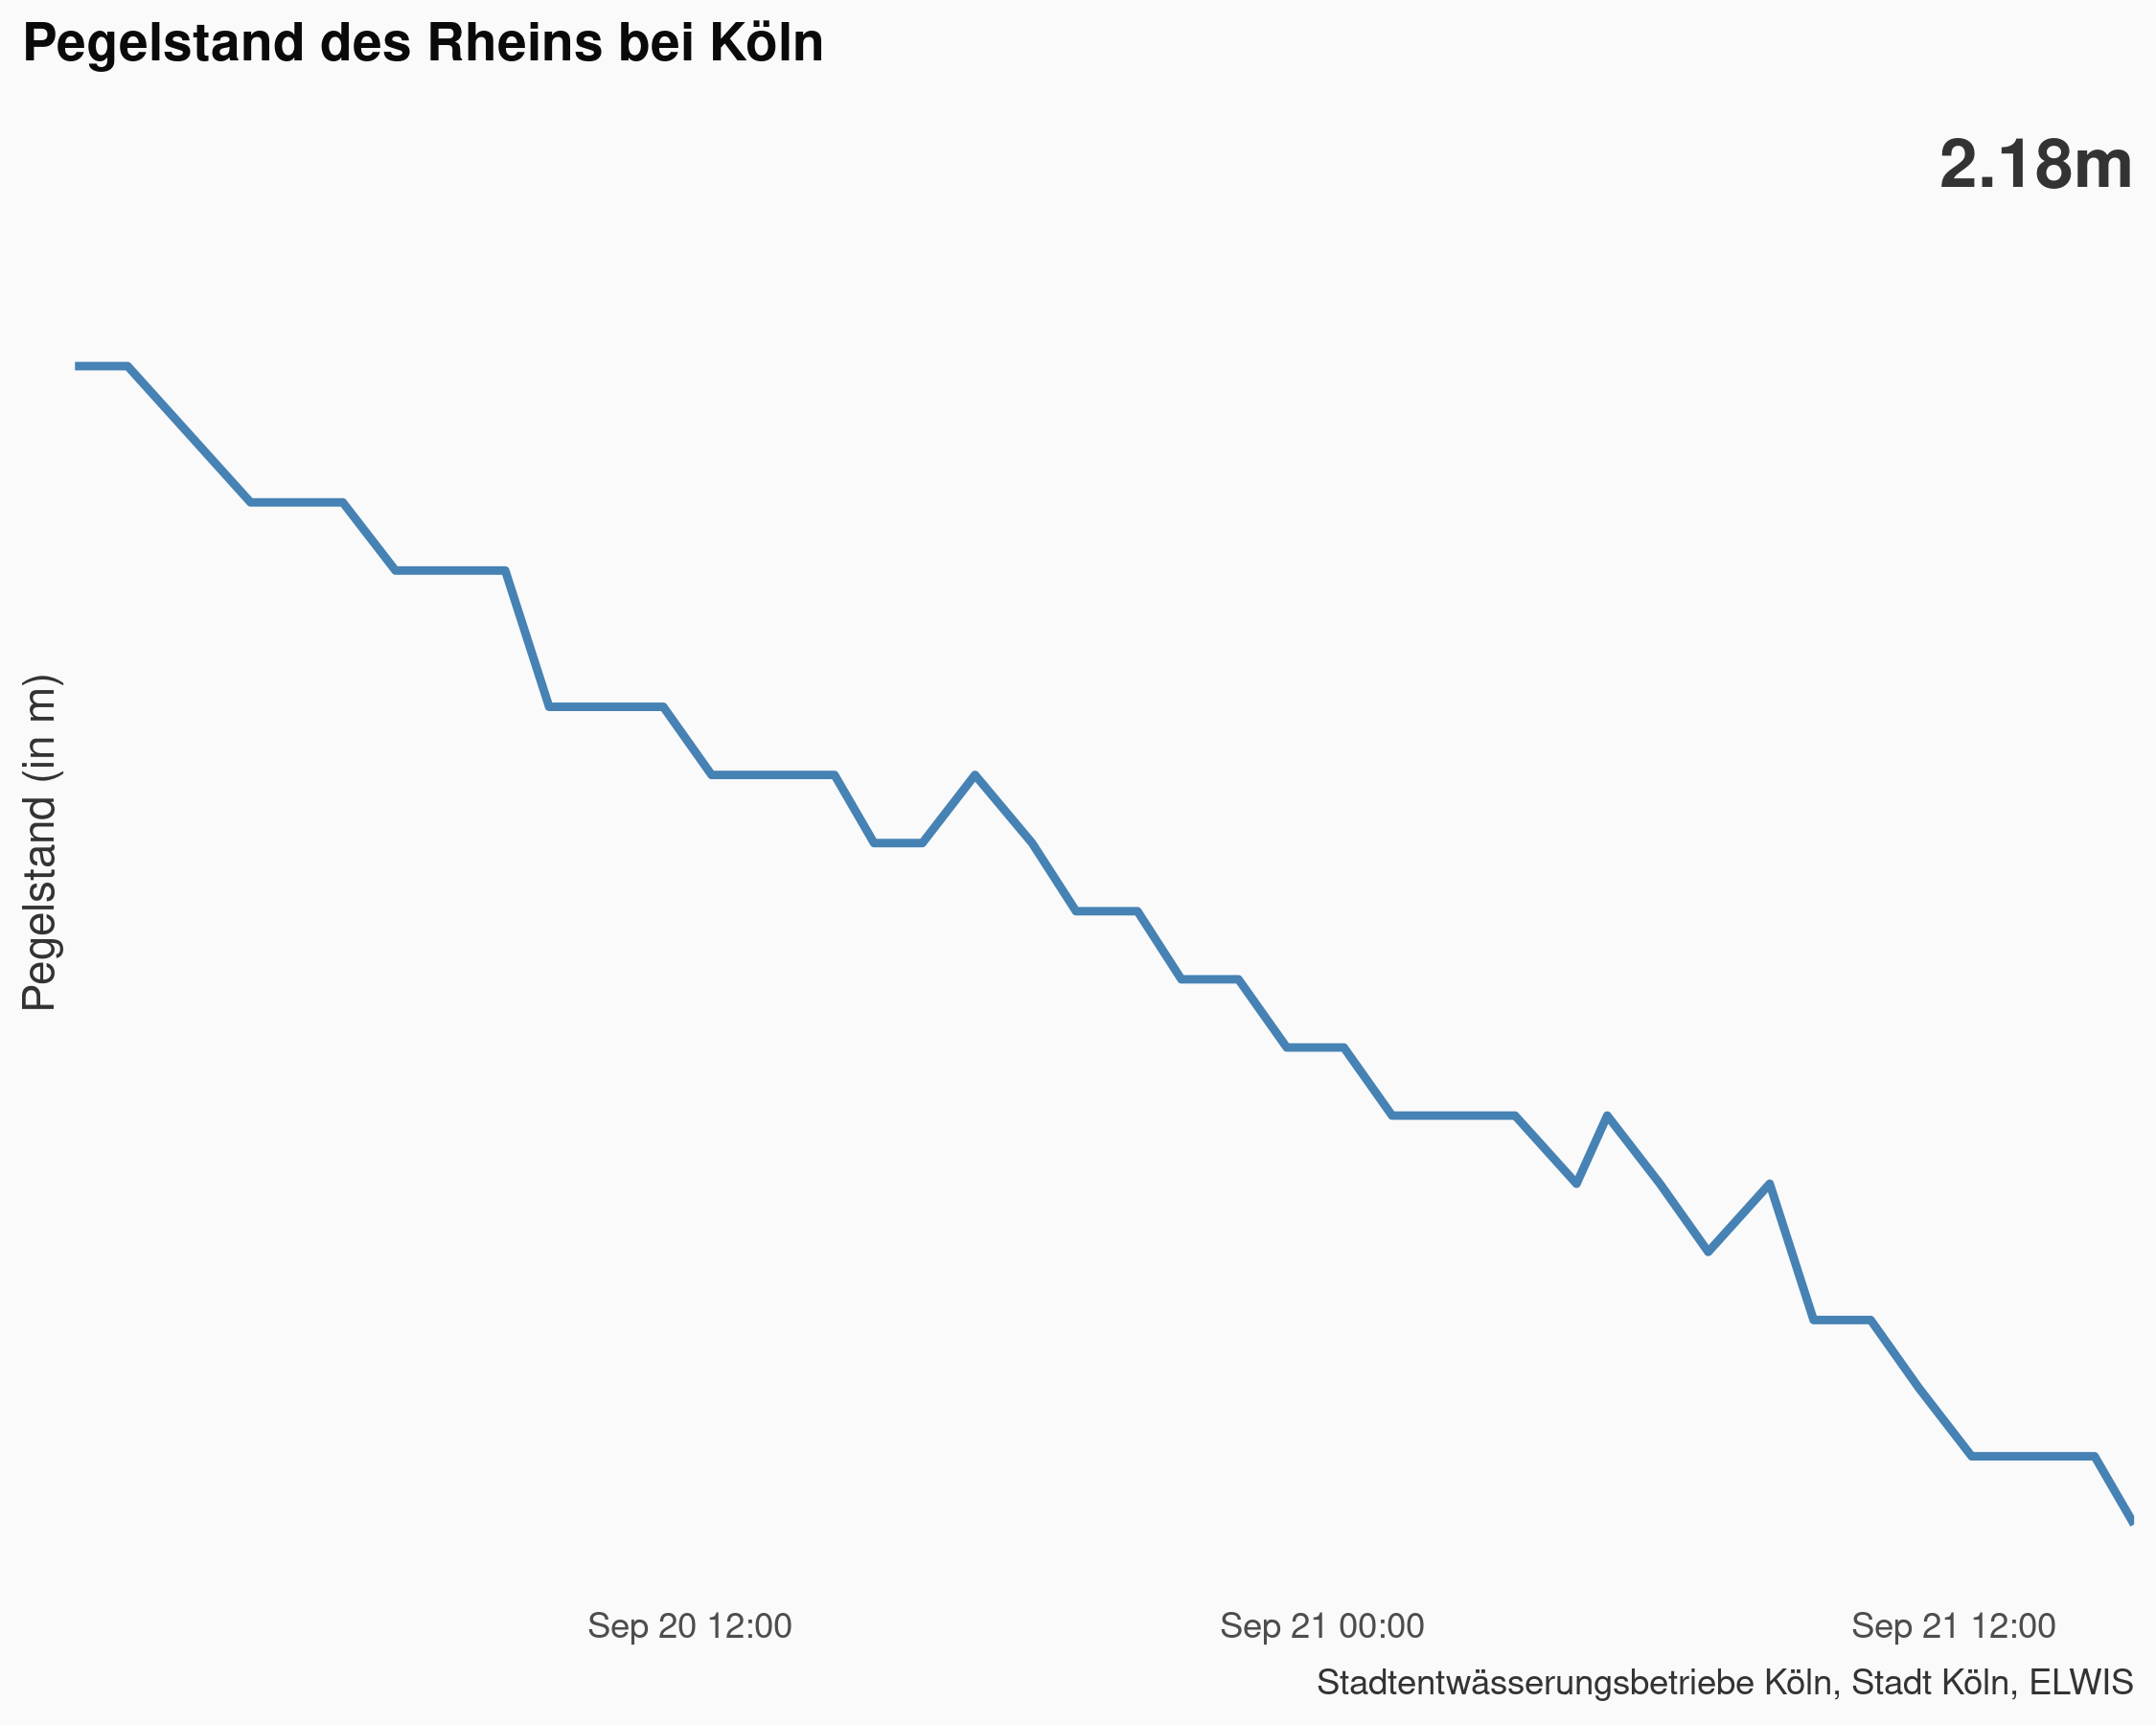 Pegelstand des Rheins bei Köln
2.18m
Pegelstand (in m)
Sep 20 12:00
Sep 21 00:00
Sep 21 12:00
Stadtentwässerungsbetriebe Köln, Stadt Köln, ELWIS